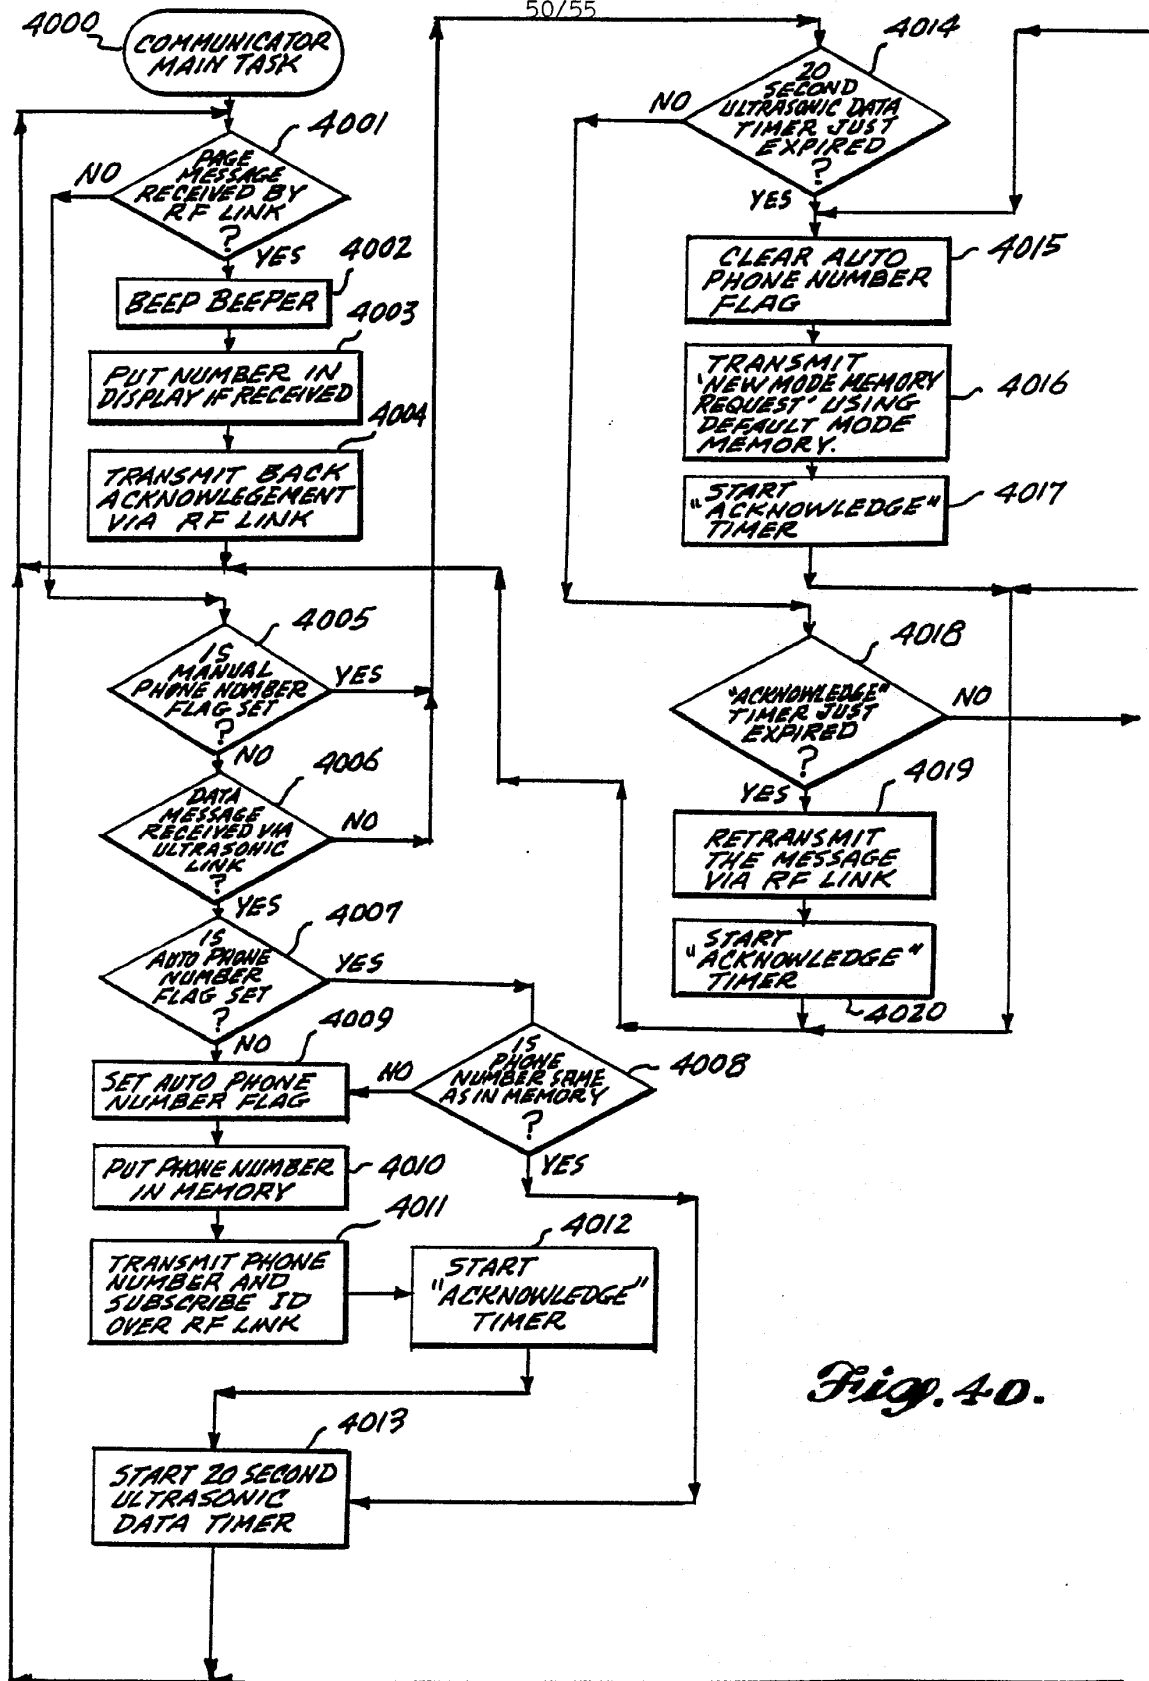 50/55
4000
COMMUNICATOR
MAIN TASK
4001
PAGE
MESSAGE
RECEIVED BY
RF LINK
?
NO
YES
4002
BEEP BEEPER
4003
PUT NUMBER IN
DISPLAY IF RECEIVED
4004
TRANSMIT BACK
ACKNOWLEGEMENT
VIA RF LINK
4005
IS
MANUAL
PHONE NUMBER
FLAG SET
?
YES
NO
4006
DATA
MESSAGE
RECEIVED VIA
ULTRASONIC
LINK
?
NO
YES
4007
IS
AUTO PHONE
NUMBER
FLAG SET
?
YES
NO
4008
IS
PHONE
NUMBER SAME
AS IN MEMORY
?
NO
YES
4009
SET AUTO PHONE
NUMBER FLAG
4010
PUT PHONE NUMBER
IN MEMORY
4011
TRANSMIT PHONE
NUMBER AND
SUBSCRIBE ID
OVER RF LINK
4012
START
"ACKNOWLEDGE"
TIMER
4013
START 20 SECOND
ULTRASONIC
DATA TIMER
4014
20
SECOND
ULTRASONIC DATA
TIMER JUST
EXPIRED
?
NO
YES
4015
CLEAR AUTO
PHONE NUMBER
FLAG
4016
TRANSMIT
'NEW MODE MEMORY
REQUEST' USING
DEFAULT MODE
MEMORY.
4017
START
"ACKNOWLEDGE"
TIMER
4018
"ACKNOWLEDGE"
TIMER JUST
EXPIRED
?
NO
YES
4019
RETRANSMIT
THE MESSAGE
VIA RF LINK
START
"ACKNOWLEDGE"
TIMER
4020
Fig. 40.